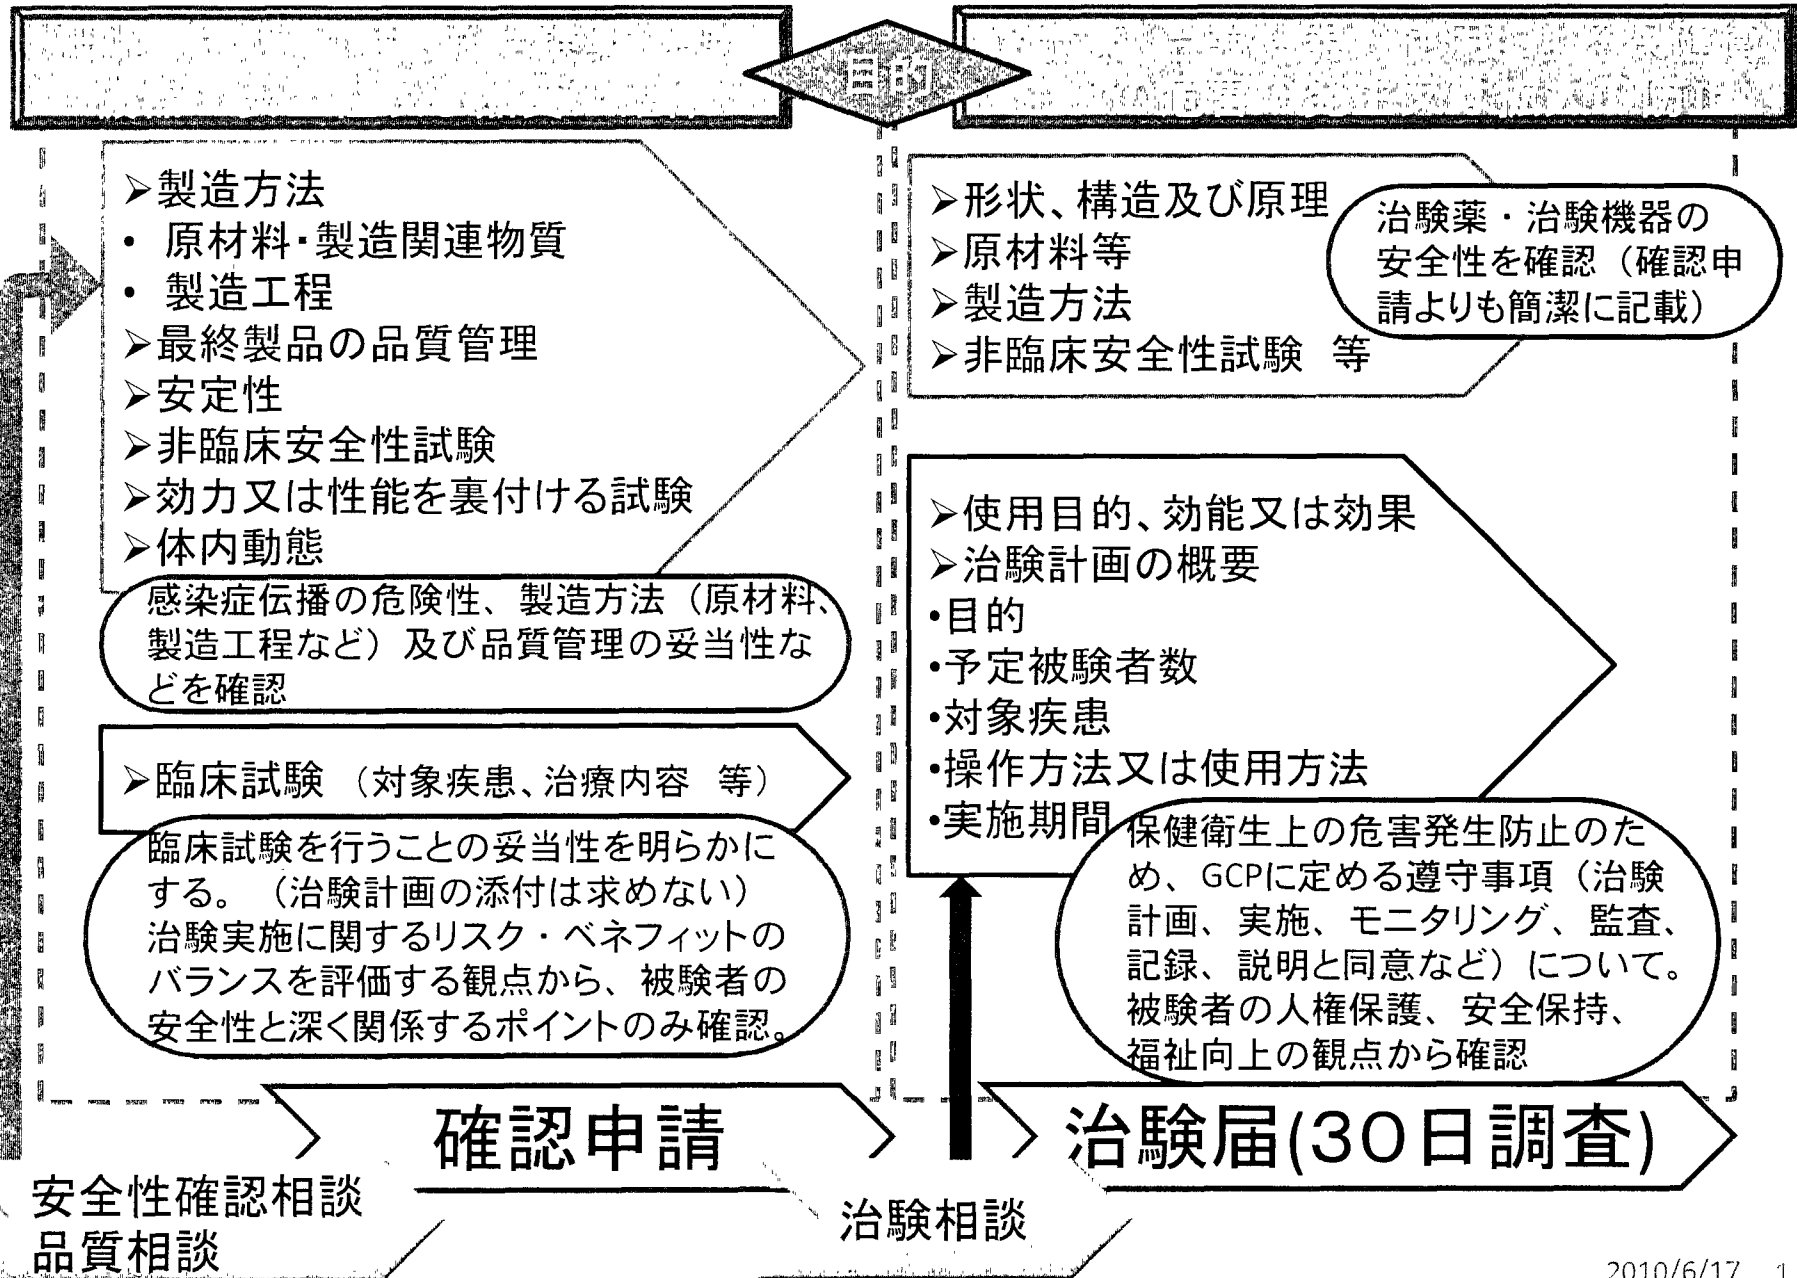 目的
➢製造方法
・ 原材料・製造関連物質
・ 製造工程
➢最終製品の品質管理
➢安定性
➢非臨床安全性試験
➢効力又は性能を裏付ける試験
➢体内動態
感染症伝播の危険性、製造方法（原材料、
製造工程など）及び品質管理の妥当性な
どを確認
➢臨床試験 （対象疾患、治療内容 等）
臨床試験を行うことの妥当性を明らかに
する。（治験計画の添付は求めない）
治験実施に関するリスク・ベネフィットの
バランスを評価する観点から、被験者の
安全性と深く関係するポイントのみ確認。
確認申請
安全性確認相談
品質相談
➢形状、構造及び原理
➢原材料等
➢製造方法
➢非臨床安全性試験 等
治験薬・治験機器の
安全性を確認（確認申
請よりも簡潔に記載）
➢使用目的、効能又は効果
➢治験計画の概要
・目的
・予定被験者数
・対象疾患
・操作方法又は使用方法
・実施期間
保健衛生上の危害発生防止のた
め、GCPに定める遵守事項（治験
計画、実施、モニタリング、監査、
記録、説明と同意など）について。
被験者の人権保護、安全保持、
福祉向上の観点から確認
治験届(30日調査)
治験相談
2010/6/17 1